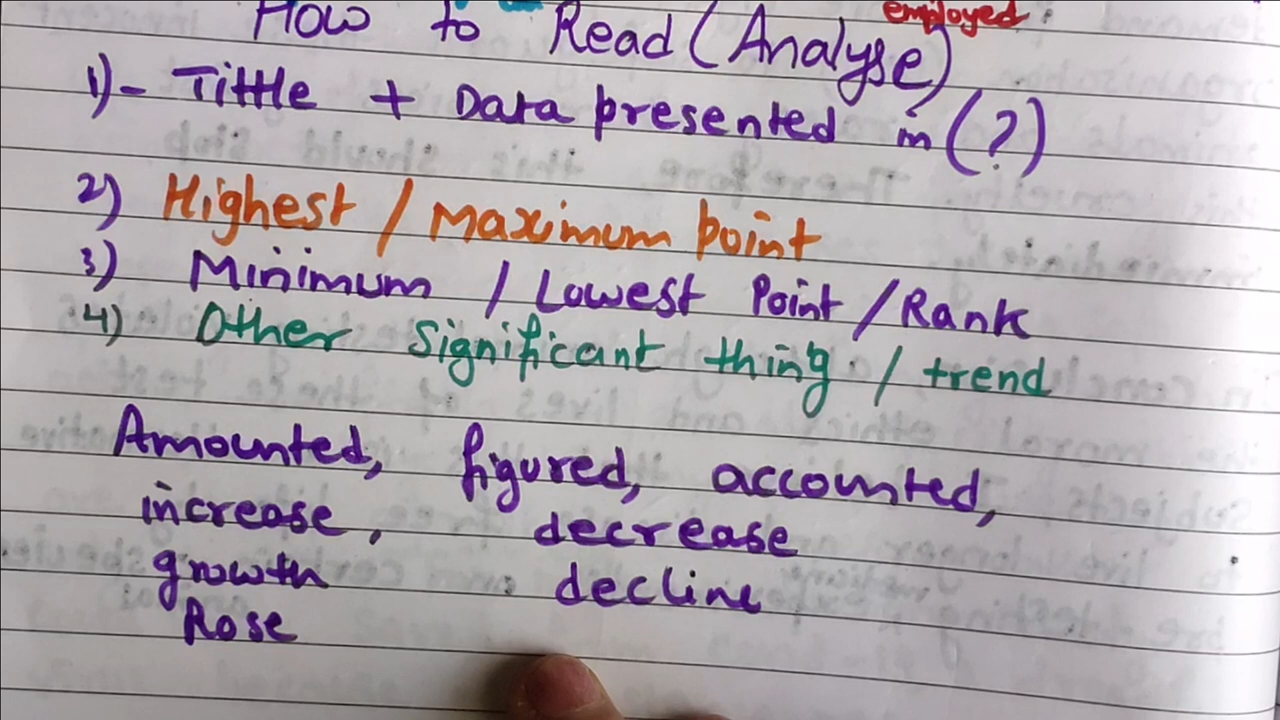 employed
How to Read (Analyse)
1)- Tittle + Data presented in (?)
2) Highest / Maximum point
3) Minimum / Lowest Point / Rank
4) Other significant thing / trend
Amounted, figured, accounted,
increase, decrease
growth decline
Rose